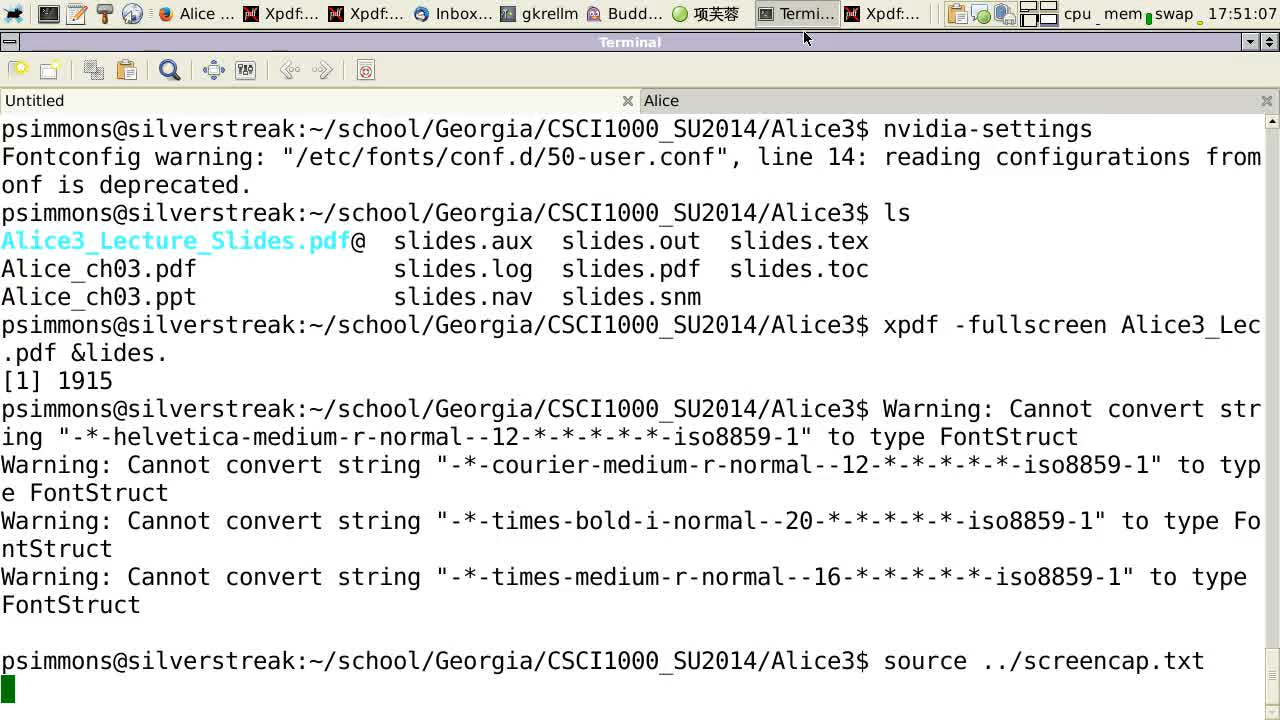 Alice ... Xpdf:... Xpdf:... Inbox... gkrellm Budd... 项芙蓉 Termi... Xpdf:... cpu mem swap 17:51:07
Terminal
Untitled Alice
psimmons@silverstreak:~/school/Georgia/CSCI1000_SU2014/Alice3$ nvidia-settings
Fontconfig warning: "/etc/fonts/conf.d/50-user.conf", line 14: reading configurations from
onf is deprecated.
psimmons@silverstreak:~/school/Georgia/CSCI1000_SU2014/Alice3$ ls
Alice3_Lecture_Slides.pdf@ slides.aux slides.out slides.tex
Alice_ch03.pdf slides.log slides.pdf slides.toc
Alice_ch03.ppt slides.nav slides.snm
psimmons@silverstreak:~/school/Georgia/CSCI1000_SU2014/Alice3$ xpdf -fullscreen Alice3_Lec
.pdf &lides.
[1] 1915
psimmons@silverstreak:~/school/Georgia/CSCI1000_SU2014/Alice3$ Warning: Cannot convert str
ing "-*-helvetica-medium-r-normal--12-*-*-*-*-*-iso8859-1" to type FontStruct
Warning: Cannot convert string "-*-courier-medium-r-normal--12-*-*-*-*-*-iso8859-1" to typ
e FontStruct
Warning: Cannot convert string "-*-times-bold-i-normal--20-*-*-*-*-*-iso8859-1" to type Fo
ntStruct
Warning: Cannot convert string "-*-times-medium-r-normal--16-*-*-*-*-*-iso8859-1" to type
FontStruct
psimmons@silverstreak:~/school/Georgia/CSCI1000_SU2014/Alice3$ source ../screencap.txt